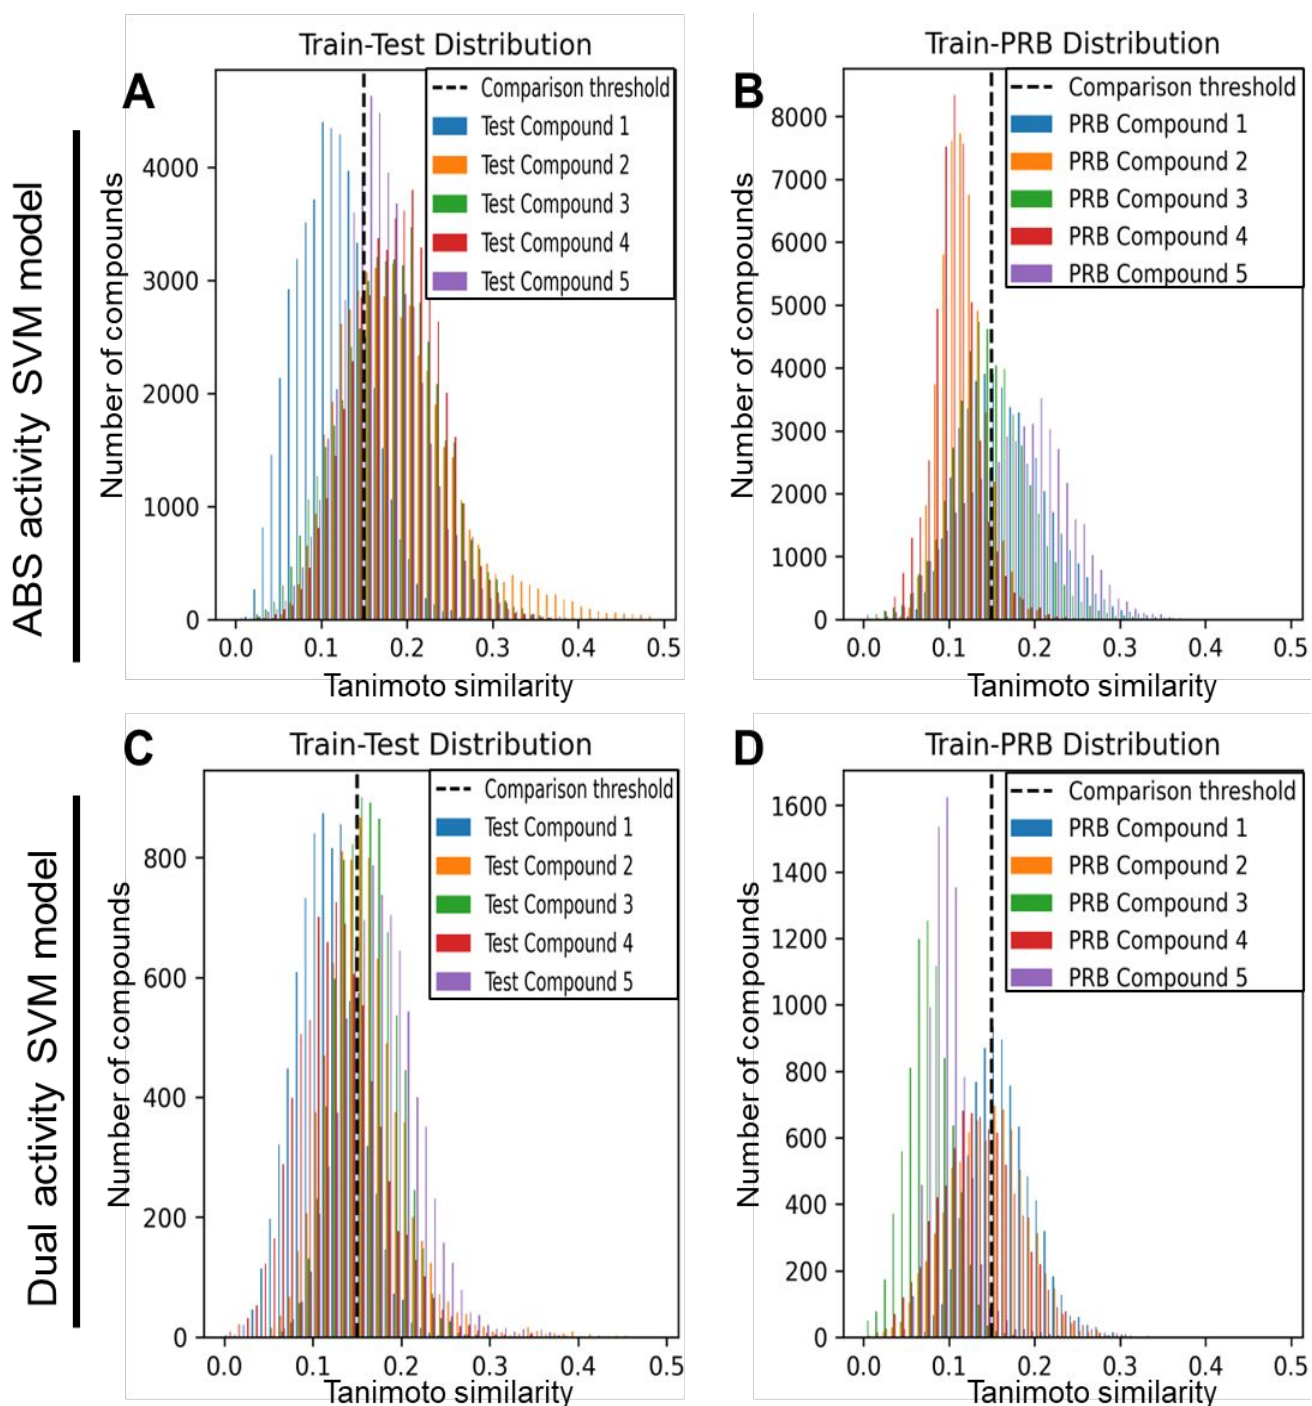 ABS activity SVM model
A
Train-Test Distribution
Number of compounds
4000
3000
2000
1000
0
Comparison threshold
Test Compound 1
Test Compound 2
Test Compound 3
Test Compound 4
Test Compound 5
0.0 0.1 0.2 0.3 0.4 0.5
Tanimoto similarity
B
Train-PRB Distribution
Number of compounds
8000
7000
6000
5000
4000
3000
2000
1000
0
Comparison threshold
PRB Compound 1
PRB Compound 2
PRB Compound 3
PRB Compound 4
PRB Compound 5
0.0 0.1 0.2 0.3 0.4 0.5
Tanimoto similarity
Dual activity SVM model
C
Train-Test Distribution
Number of compounds
800
600
400
200
0
Comparison threshold
Test Compound 1
Test Compound 2
Test Compound 3
Test Compound 4
Test Compound 5
0.0 0.1 0.2 0.3 0.4 0.5
Tanimoto similarity
D
Train-PRB Distribution
Number of compounds
1600
1400
1200
1000
800
600
400
200
0
Comparison threshold
PRB Compound 1
PRB Compound 2
PRB Compound 3
PRB Compound 4
PRB Compound 5
0.0 0.1 0.2 0.3 0.4 0.5
Tanimoto similarity